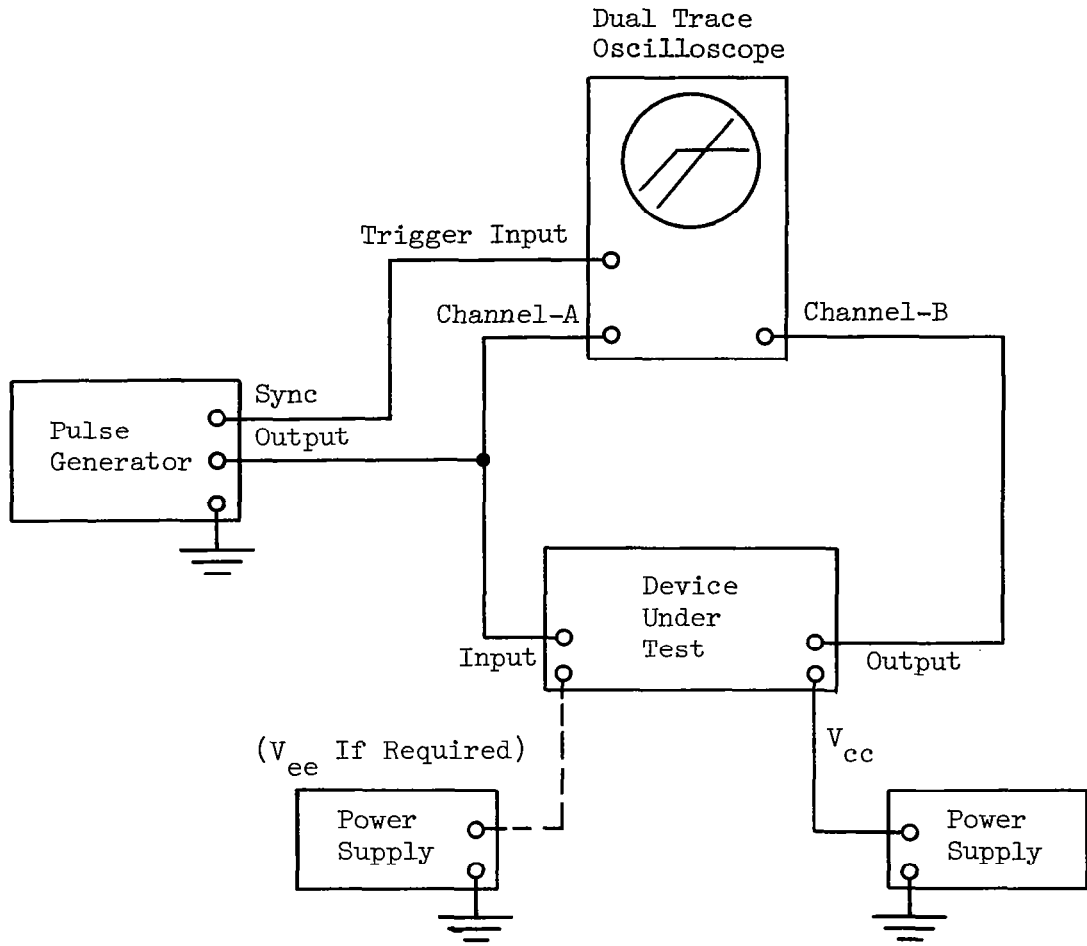 Dual Trace
Oscilloscope
Trigger Input
Channel-A
Channel-B
Sync
Output
Pulse
Generator
Device
Under
Test
Input
Output
(Vee If Required)
Vcc
Power
Supply
Power
Supply